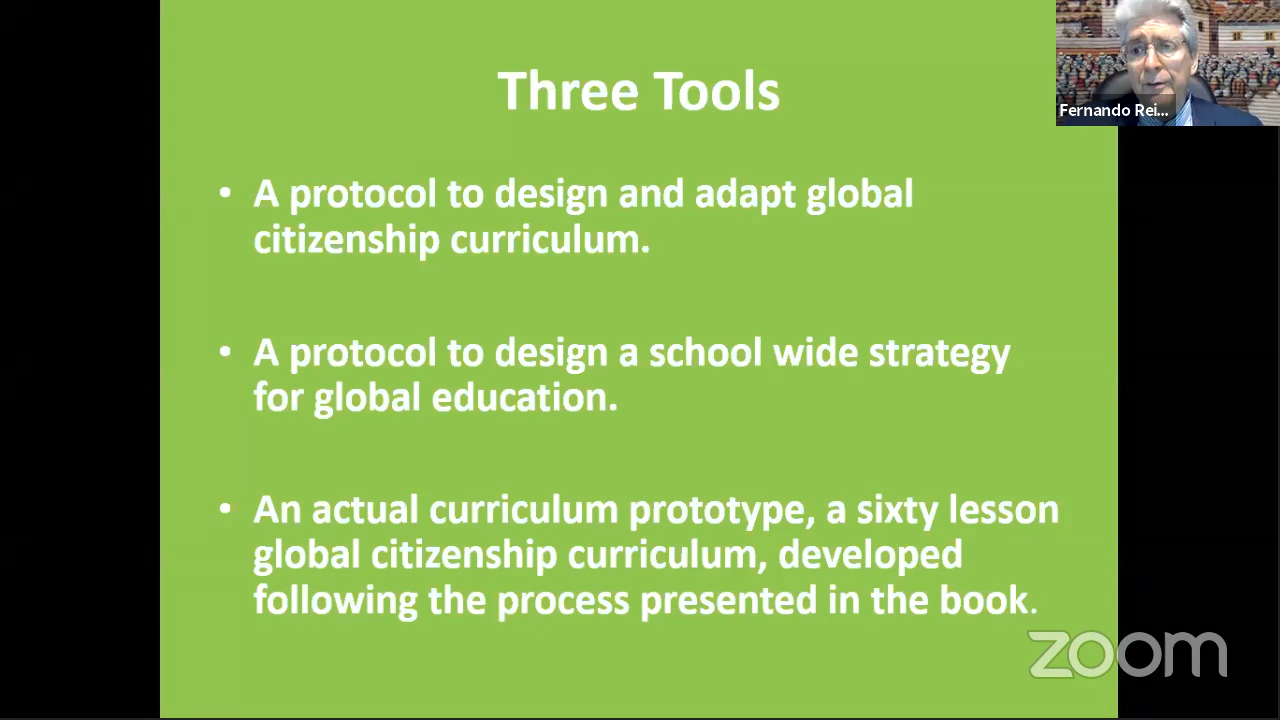 Three Tools
Fernando Rei...
• A protocol to design and adapt global
citizenship curriculum.
• A protocol to design a school wide strategy
for global education.
• An actual curriculum prototype, a sixty lesson
global citizenship curriculum, developed
following the process presented in the book.
zoom